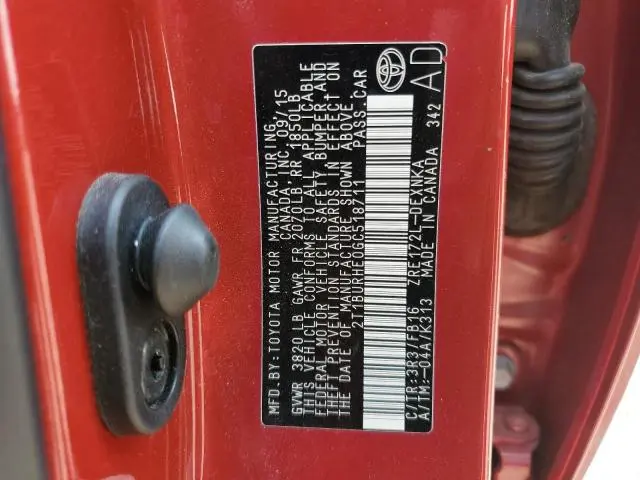 MFD.BY:TOYOTA MOTOR MANUFACTURING
CANADA, INC. 09/15
GVWR 3820LB GAWR FR 2070LB RR 1851LB
THIS VEHICLE CONFORMS TO ALL APPLICABLE
FEDERAL MOTOR VEHICLE SAFETY BUMPER, AND
THEFT PREVENTION STANDARDS IN EFFECT ON
THE DATE OF MANUFACTURE SHOWN ABOVE.
2T1BURHE0GC518711 PASS.CAR
C/TR:3R3/FB16 ZRE172L-DEXNKA
A/TM:-04A/K313 MADE IN CANADA 342
AD